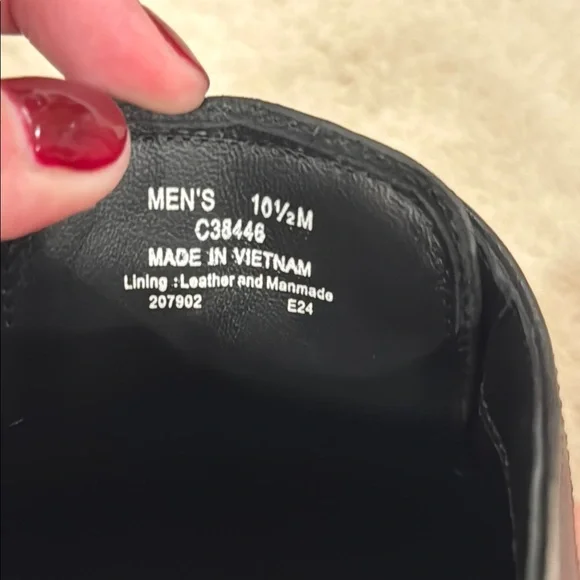 MEN'S 10½M
C38446
MADE IN VIETNAM
Lining :Leather and Manmade
207902 E24